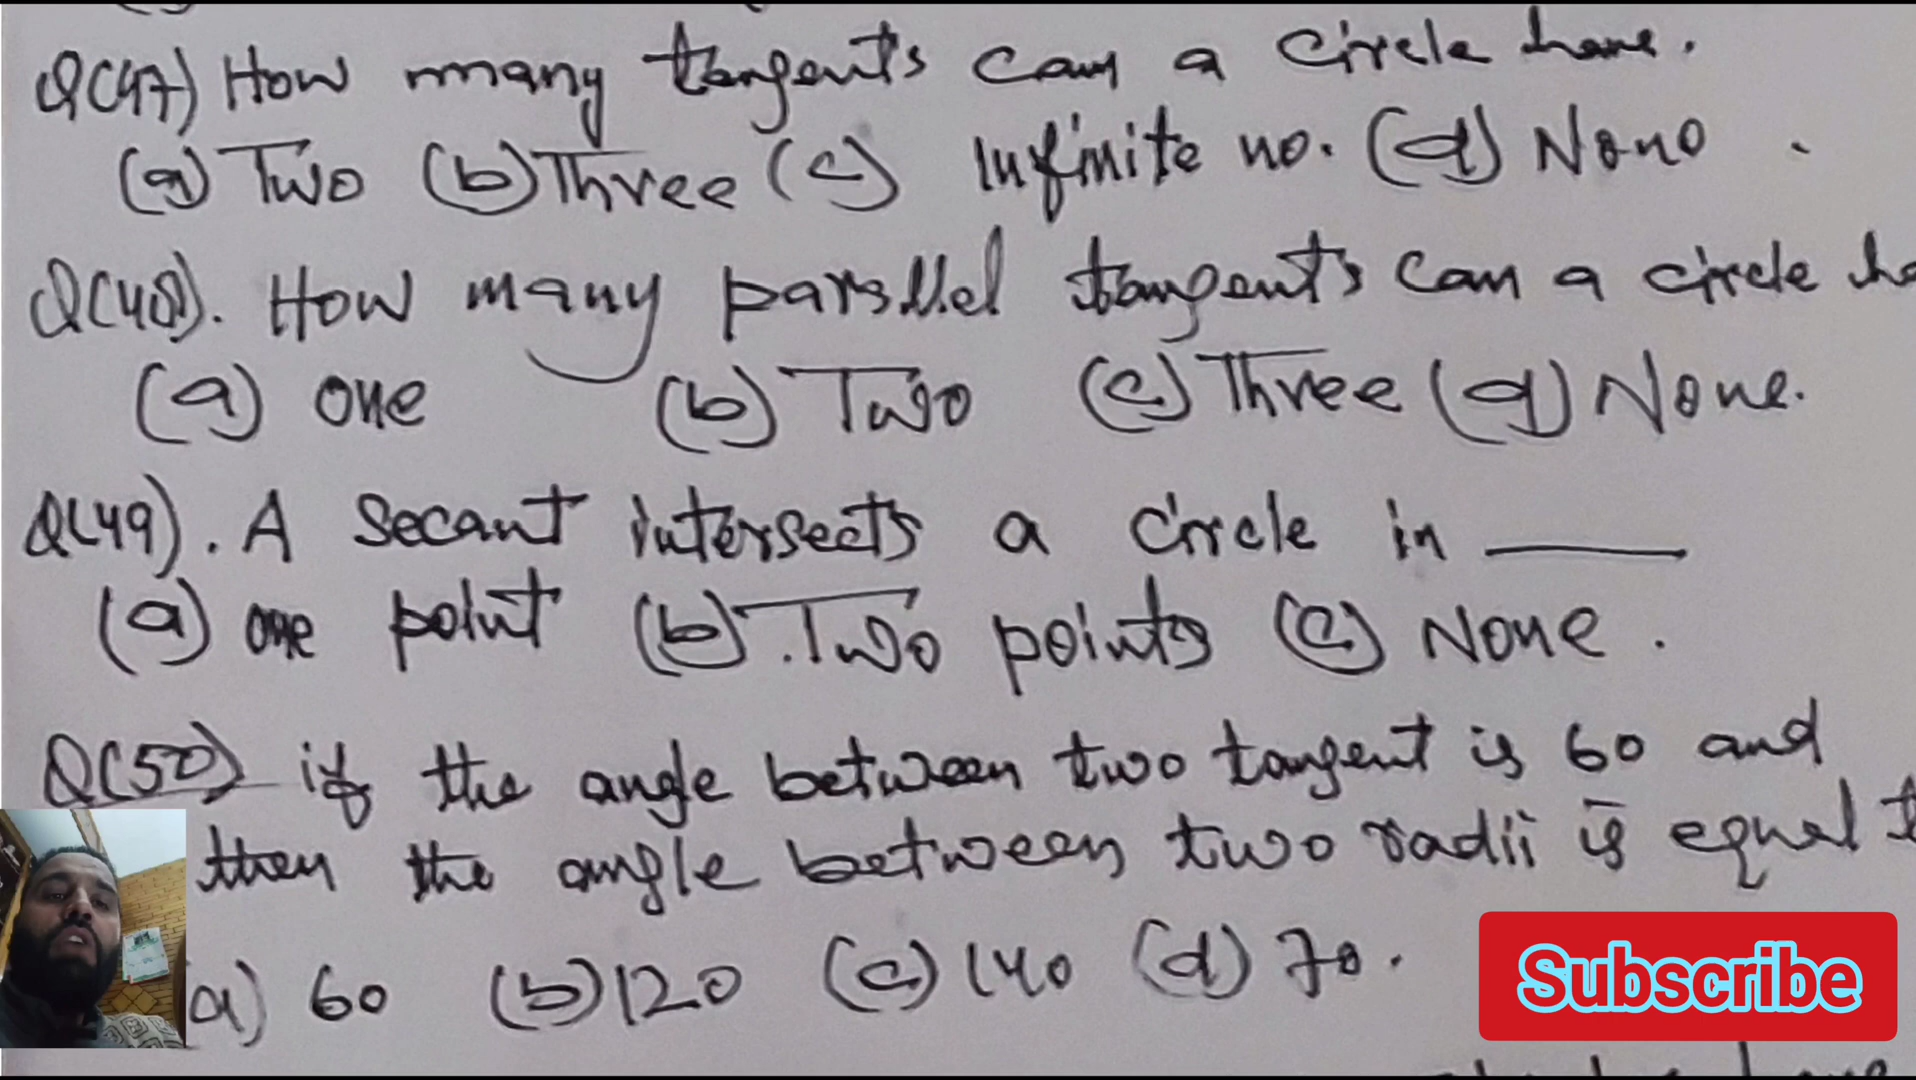 Q(47) How many tangents can a circle have.
(a) Two (b) Three (c) Infinite no. (d) None .
Q(48). How many parallel tangents can a circle ha
(a) one (b) Two (c) Three (d) None.
Q(49). A secant intersects a circle in ____
(a) one point (b) Two points (c) None .
Q(50) if the angle between two tangent is 60 and
then the angle between two radii is equal t
a) 60 (b) 120 (c) 140 (d) 70.
Subscribe